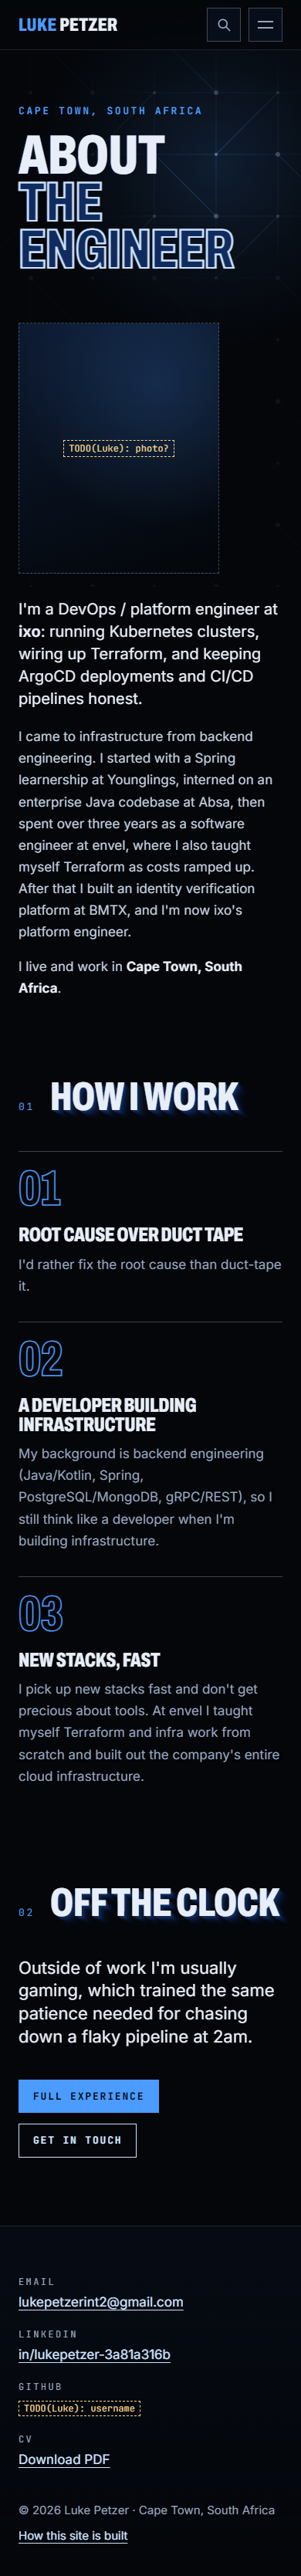 LUKE PETZER
CAPE TOWN, SOUTH AFRICA
ABOUT
THE
ENGINEER
TODO(Luke): photo?
I'm a DevOps / platform engineer at
ixo: running Kubernetes clusters,
wiring up Terraform, and keeping
ArgoCD deployments and CI/CD
pipelines honest.
I came to infrastructure from backend
engineering. I started with a Spring
learnership at Younglings, interned on an
enterprise Java codebase at Absa, then
spent over three years as a software
engineer at envel, where I also taught
myself Terraform as costs ramped up.
After that I built an identity verification
platform at BMTX, and I'm now ixo's
platform engineer.
I live and work in Cape Town, South
Africa.
01 HOW I WORK
01
ROOT CAUSE OVER DUCT TAPE
I'd rather fix the root cause than duct-tape
it.
02
A DEVELOPER BUILDING
INFRASTRUCTURE
My background is backend engineering
(Java/Kotlin, Spring,
PostgreSQL/MongoDB, gRPC/REST), so I
still think like a developer when I'm
building infrastructure.
03
NEW STACKS, FAST
I pick up new stacks fast and don't get
precious about tools. At envel I taught
myself Terraform and infra work from
scratch and built out the company's entire
cloud infrastructure.
02 OFF THE CLOCK
Outside of work I'm usually
gaming, which trained the same
patience needed for chasing
down a flaky pipeline at 2am.
FULL EXPERIENCE
GET IN TOUCH
EMAIL
lukepetzerint2@gmail.com
LINKEDIN
in/lukepetzer-3a81a316b
GITHUB
TODO(Luke): username
CV
Download PDF
© 2026 Luke Petzer · Cape Town, South Africa
How this site is built